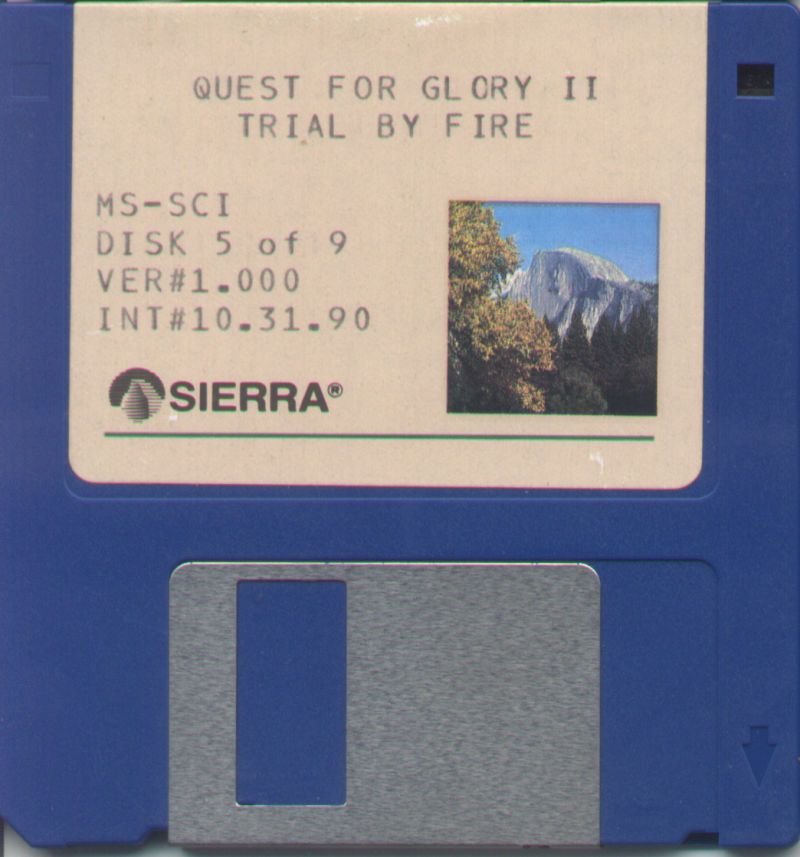 QUEST FOR GLORY II
TRIAL BY FIRE
MS-SCI
DISK 5 of 9
VER#1.000
INT#10.31.90
SIERRA®